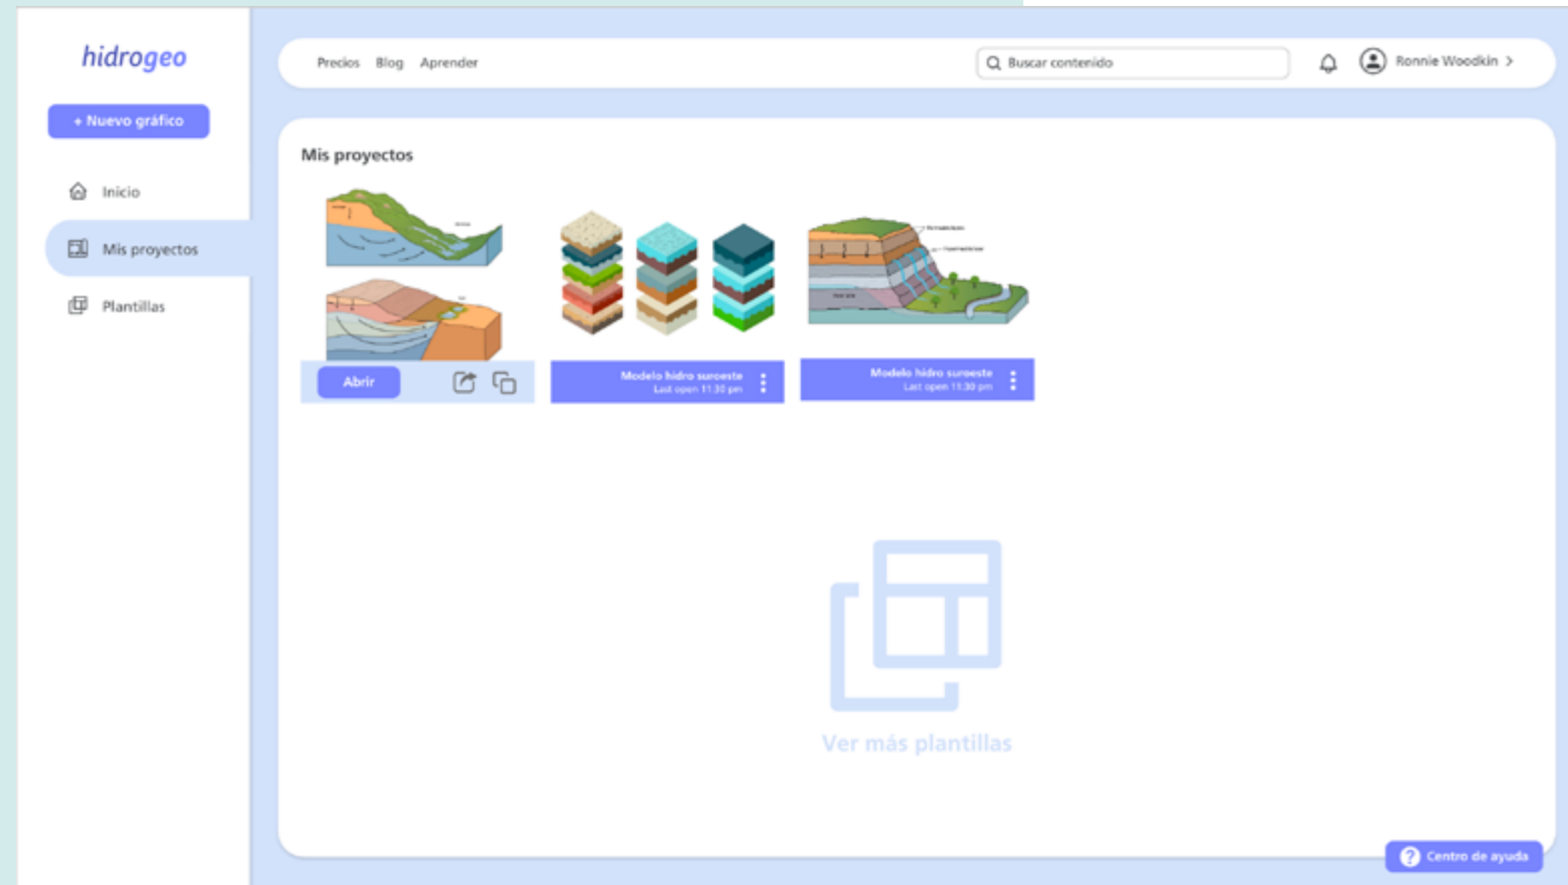 hidrogeo
Precios Blog Aprender
Buscar contenido
Ronnie Woodkin
+ Nuevo gráfico
Inicio
Mis proyectos
Plantillas
Mis proyectos
Abrir
Modelo hidro suroeste
Last open 11:30 pm
Modelo hidro suroeste
Last open 11:30 pm
Ver más plantillas
? Centro de ayuda